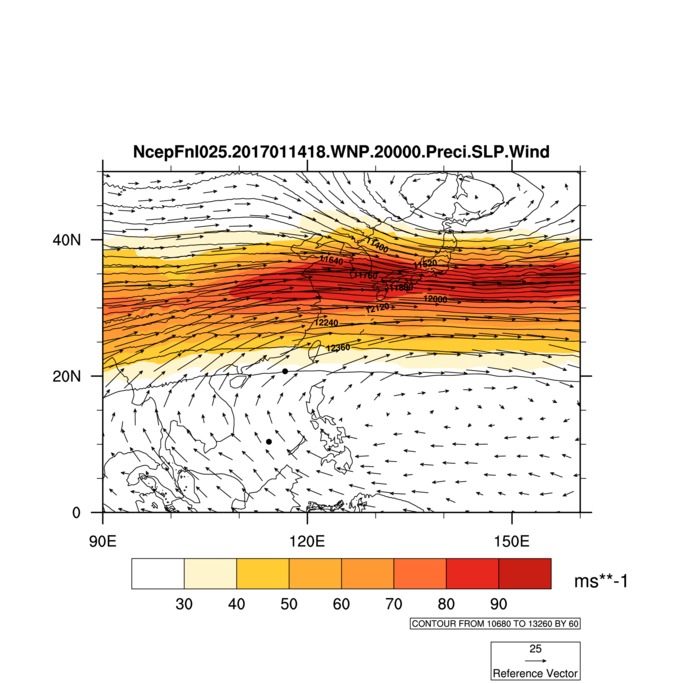 NcepFnl025.2017011418.WNP.20000.Preci.SLP.Wind
40N
20N
0
11400
11640
11520
11760
11880
12000
12120
12240
12360
90E 120E 150E
30 40 50 60 70 80 90
ms**-1
CONTOUR FROM 10680 TO 13260 BY 60
25
Reference Vector